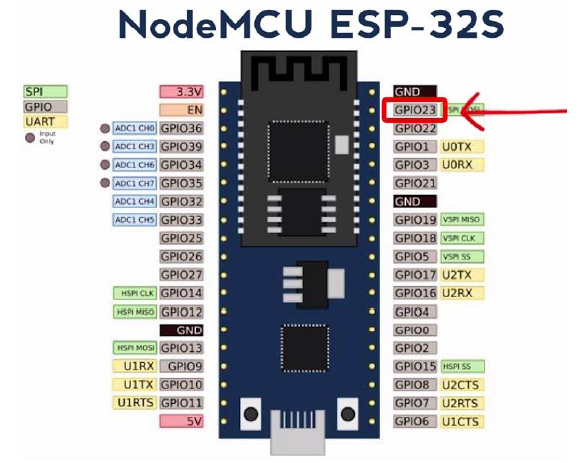 NodeMCU ESP-32S
SPI
GPIO
UART
Input
Only
3.3V
EN
ADC1 CH0 GPIO36
ADC1 CH3 GPIO39
ADC1 CH6 GPIO34
ADC1 CH7 GPIO35
ADC1 CH4 GPIO32
ADC1 CH5 GPIO33
GPIO25
GPIO26
GPIO27
HSPI CLK GPIO14
HSPI MISO GPIO12
GND
HSPI MOSI GPIO13
U1RX GPIO9
U1TX GPIO10
U1RTS GPIO11
5V
GND
GPIO23 VSPI MOSI
GPIO22
GPIO1 U0TX
GPIO3 U0RX
GPIO21
GND
GPIO19 VSPI MISO
GPIO18 VSPI CLK
GPIO5 VSPI SS
GPIO17 U2TX
GPIO16 U2RX
GPIO4
GPIO0
GPIO2
GPIO15 HSPI SS
GPIO8 U2CTS
GPIO7 U2RTS
GPIO6 U1CTS